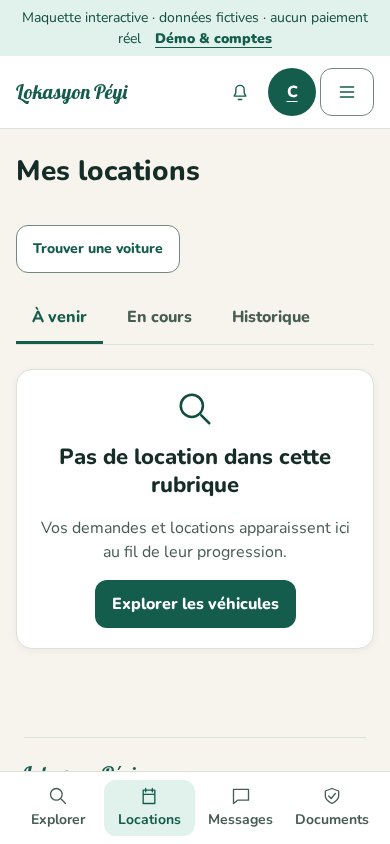 Maquette interactive · données fictives · aucun paiement
réel Démo & comptes
Lokasyon Péyi
C
Mes locations
Trouver une voiture
À venir En cours Historique
Pas de location dans cette
rubrique
Vos demandes et locations apparaissent ici
au fil de leur progression.
Explorer les véhicules
Explorer Locations Messages Documents